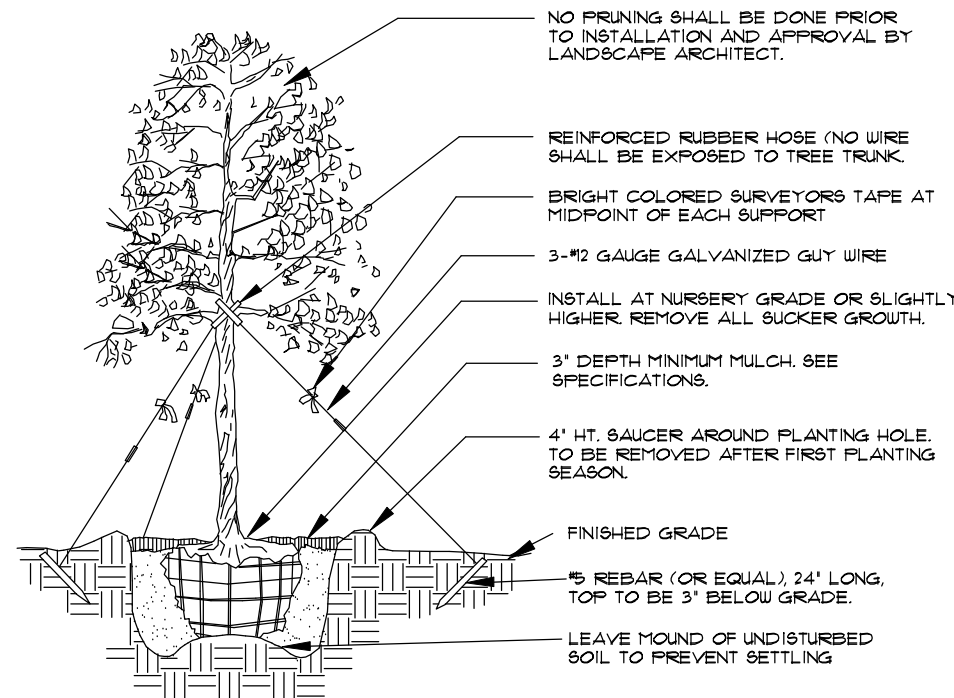 NO PRUNING SHALL BE DONE PRIOR
TO INSTALLATION AND APPROVAL BY
LANDSCAPE ARCHITECT.
REINFORCED RUBBER HOSE (NO WIRE
SHALL BE EXPOSED TO TREE TRUNK.
BRIGHT COLORED SURVEYORS TAPE AT
MIDPOINT OF EACH SUPPORT
3-#12 GAUGE GALVANIZED GUY WIRE
INSTALL AT NURSERY GRADE OR SLIGHTLY
HIGHER. REMOVE ALL SUCKER GROWTH.
3" DEPTH MINIMUM MULCH. SEE
SPECIFICATIONS.
4" HT. SAUCER AROUND PLANTING HOLE.
TO BE REMOVED AFTER FIRST PLANTING
SEASON.
FINISHED GRADE
#5 REBAR (OR EQUAL), 24" LONG,
TOP TO BE 3" BELOW GRADE.
LEAVE MOUND OF UNDISTURBED
SOIL TO PREVENT SETTLING